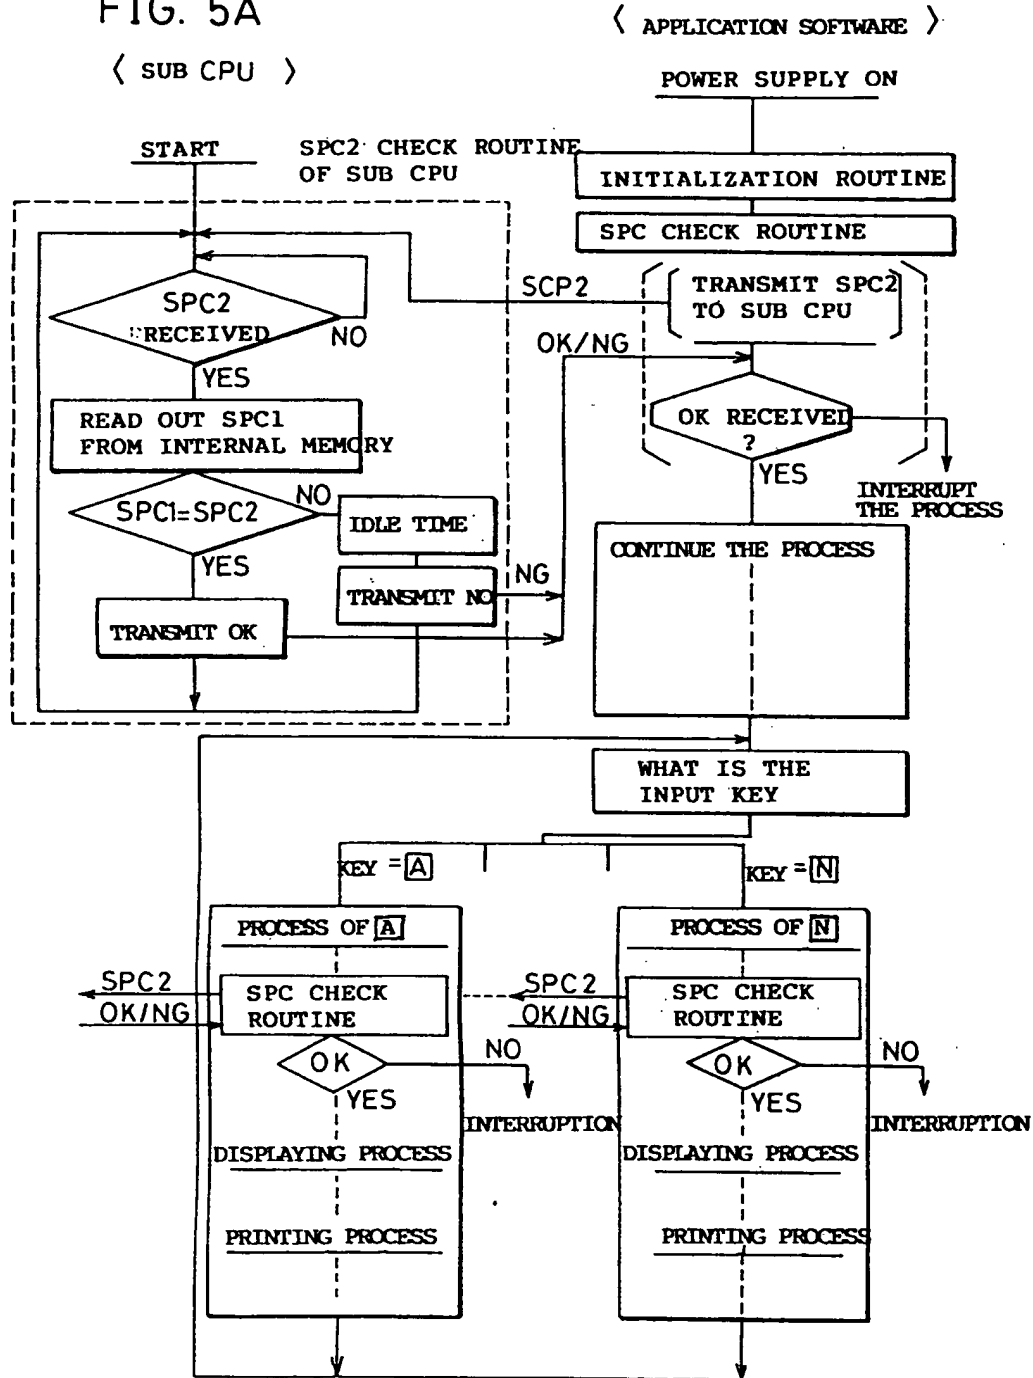 FIG. 5A
〈 SUB CPU 〉
〈 APPLICATION SOFTWARE 〉
POWER SUPPLY ON
START
SPC2 CHECK ROUTINE
OF SUB CPU
INITIALIZATION ROUTINE
SPC CHECK ROUTINE
SCP2
TRANSMIT SPC2
TO SUB CPU
SPC2
RECEIVED
NO
YES
OK/NG
OK RECEIVED
?
YES
INTERRUPT
THE PROCESS
READ OUT SPC1
FROM INTERNAL MEMORY
SPC1=SPC2
NO
YES
IDLE TIME
TRANSMIT NO
NG
TRANSMIT OK
CONTINUE THE PROCESS
WHAT IS THE
INPUT KEY
KEY = A
KEY = N
PROCESS OF A
SPC2
OK/NG
SPC CHECK
ROUTINE
OK
NO
YES
INTERRUPTION
DISPLAYING PROCESS
PRINTING PROCESS
PROCESS OF N
SPC2
OK/NG
SPC CHECK
ROUTINE
OK
NO
YES
INTERRUPTION
DISPLAYING PROCESS
PRINTING PROCESS